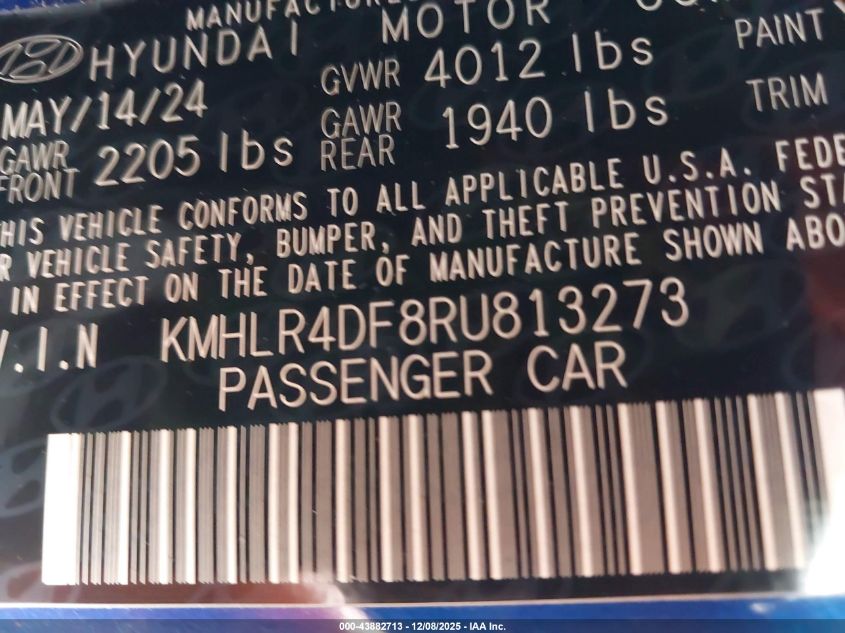 MANUFACTURED
HYUNDAI MOTOR
MAY/14/24 GVWR 4012 lbs PAINT
GAWR FRONT 2205 lbs GAWR REAR 1940 lbs TRIM
THIS VEHICLE CONFORMS TO ALL APPLICABLE U.S.A. FEDE
R VEHICLE SAFETY, BUMPER, AND THEFT PREVENTION STA
IN EFFECT ON THE DATE OF MANUFACTURE SHOWN ABO
V.I.N KMHLR4DF8RU813273
PASSENGER CAR
000-43882713 - 12/08/2025 - IAA Inc.